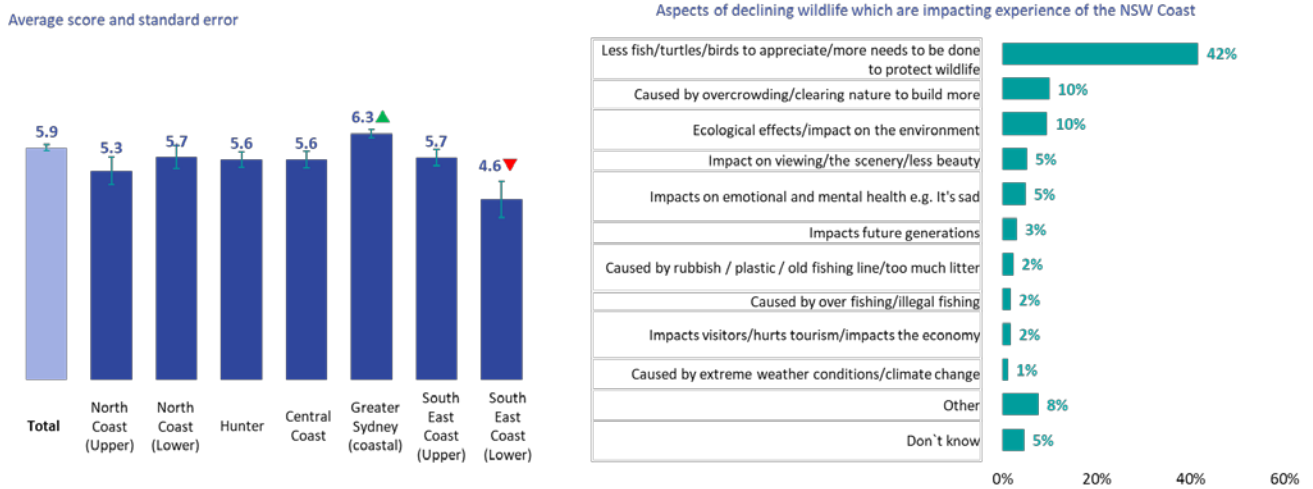 Average score and standard error
5.9
5.3
5.7
5.6
5.6
6.3
5.7
4.6
Total
North
Coast
(Upper)
North
Coast
(Lower)
Hunter
Central
Coast
Greater
Sydney
(coastal)
South
East
Coast
(Upper)
South
East
Coast
(Lower)
Aspects of declining wildlife which are impacting experience of the NSW Coast
Less fish/turtles/birds to appreciate/more needs to be done
to protect wildlife
42%
Caused by overcrowding/clearing nature to build more
10%
Ecological effects/impact on the environment
10%
Impact on viewing/the scenery/less beauty
5%
Impacts on emotional and mental health e.g. It's sad
5%
Impacts future generations
3%
Caused by rubbish / plastic / old fishing line/too much litter
2%
Caused by over fishing/illegal fishing
2%
Impacts visitors/hurts tourism/impacts the economy
2%
Caused by extreme weather conditions/climate change
1%
Other
8%
Don`t know
5%
0% 20% 40% 60%